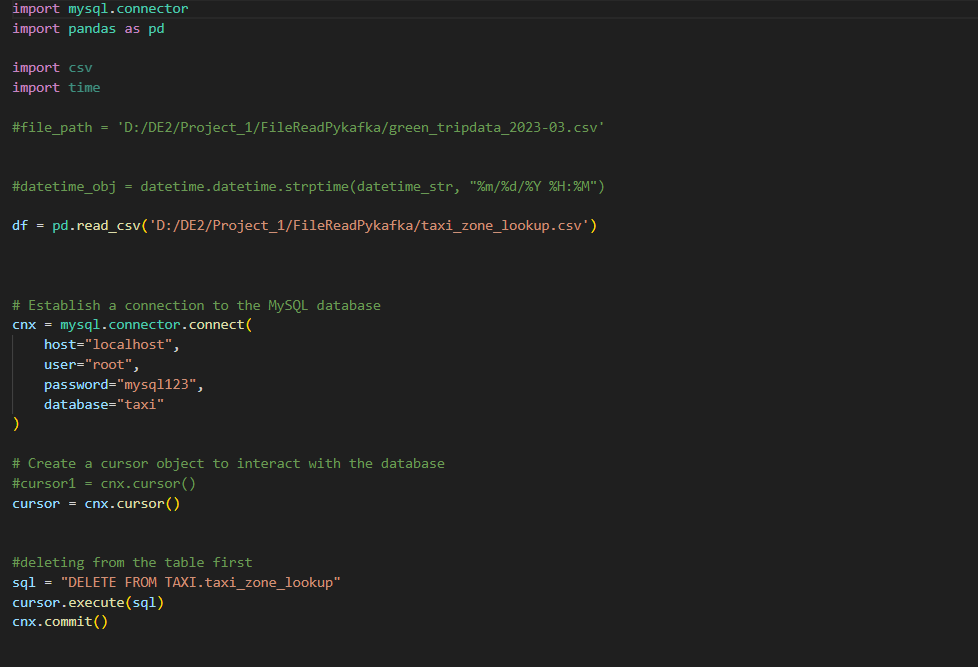 import mysql.connector
import pandas as pd
import csv
import time
#file_path = 'D:/DE2/Project_1/FileReadPykafka/green_tripdata_2023-03.csv'
#datetime_obj = datetime.datetime.strptime(datetime_str, "%m/%d/%Y %H:%M")
df = pd.read_csv('D:/DE2/Project_1/FileReadPykafka/taxi_zone_lookup.csv')
# Establish a connection to the MySQL database
cnx = mysql.connector.connect(
    host="localhost",
    user="root",
    password="mysql123",
    database="taxi"
)
# Create a cursor object to interact with the database
#cursor1 = cnx.cursor()
cursor = cnx.cursor()
#deleting from the table first
sql = "DELETE FROM TAXI.taxi_zone_lookup"
cursor.execute(sql)
cnx.commit()